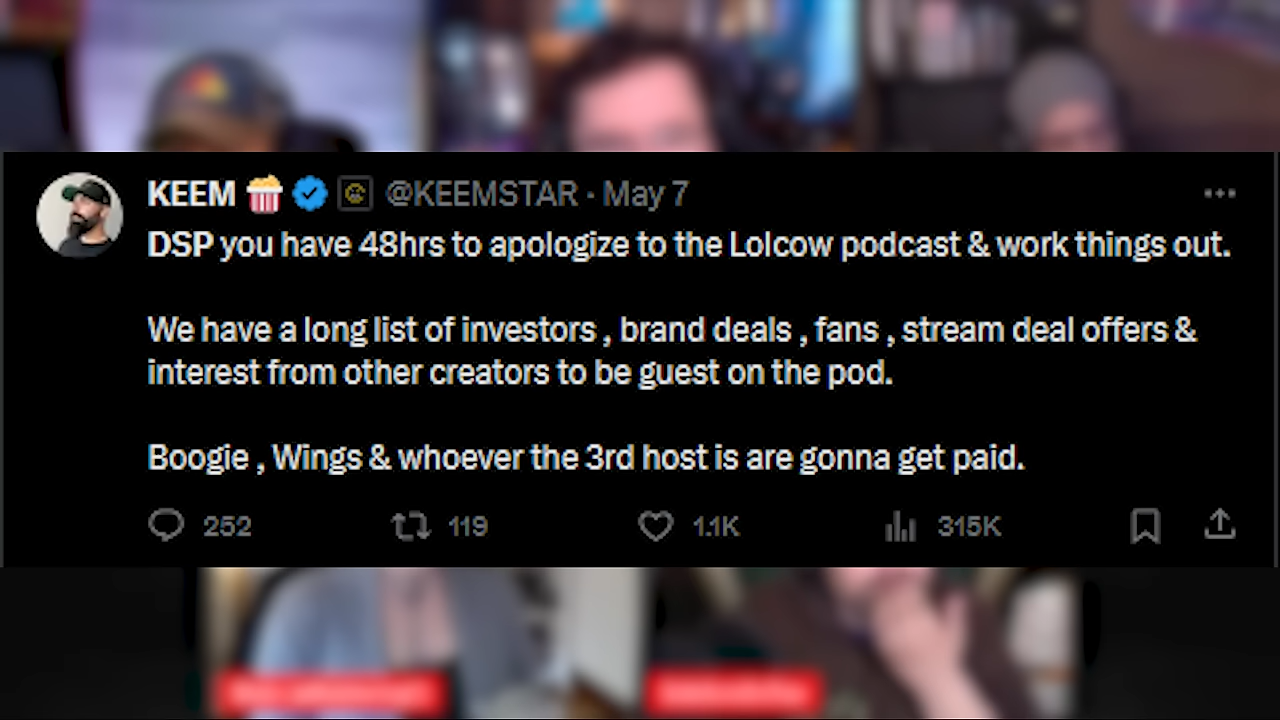 KEEM 🍿 @KEEMSTAR · May 7
DSP you have 48hrs to apologize to the Lolcow podcast & work things out.
We have a long list of investors , brand deals , fans , stream deal offers &
interest from other creators to be guest on the pod.
Boogie , Wings & whoever the 3rd host is are gonna get paid.
252 119 1.1K 315K